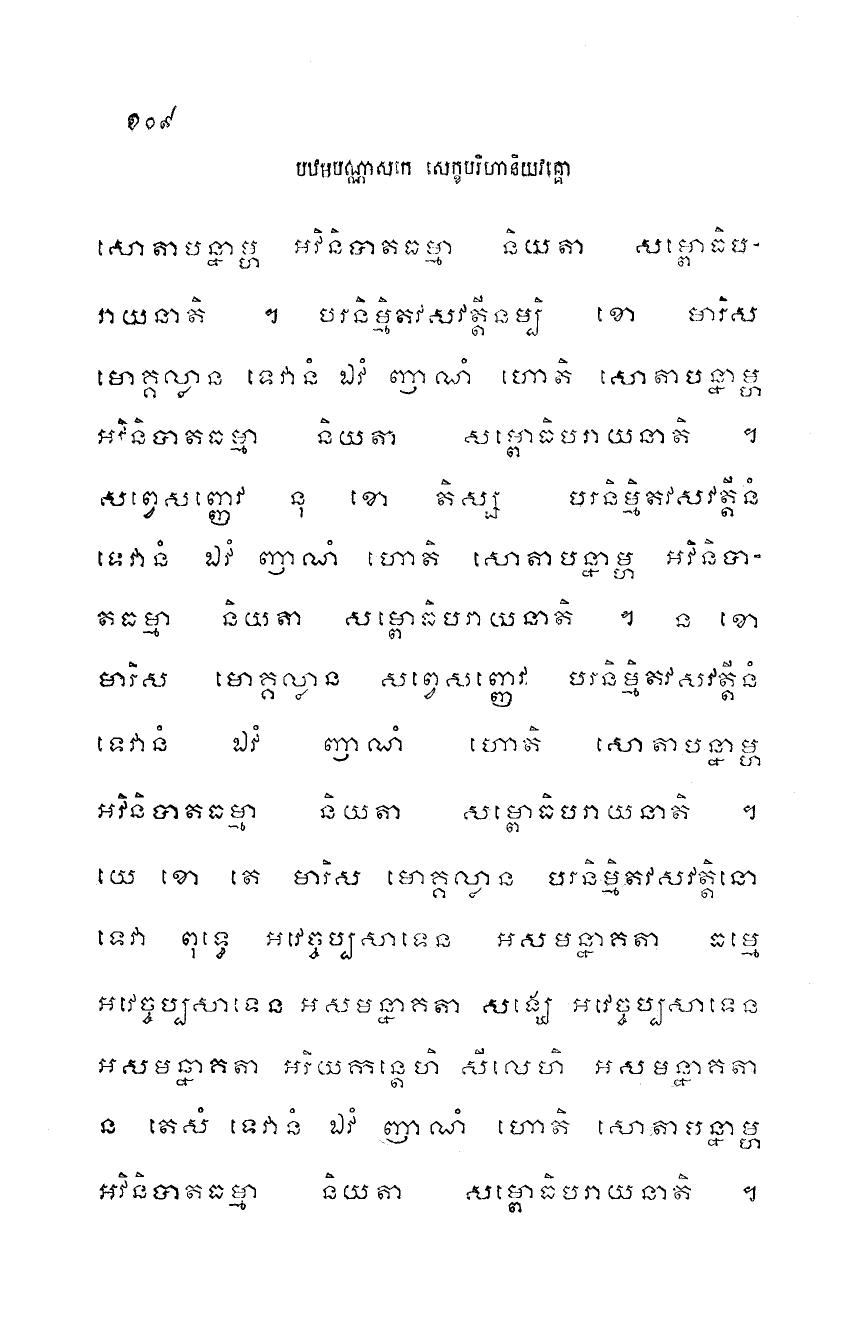 ១០៩
បឋមបណ្ណាសកេ សេក្ខបរិហានិយវគ្គោ
សោតាបន្នាម្ហ អវិនិបាតធម្មា និយតា សម្ពោធិប-
រាយនាតិ ។ បរនិម្មិតវសវត្តីនម្បិ ខោ មារិស
មោគ្គល្លាន ទេវានំ ឯវំ ញាណំ ហោតិ សោតាបន្នាម្ហ
អវិនិបាតធម្មា និយតា សម្ពោធិបរាយនាតិ ។
សព្វេសញ្ញេវ នុ ខោ តិស្ស បរនិម្មិតវសវត្តីនំ
ទេវានំ ឯវំ ញាណំ ហោតិ សោតាបន្នាម្ហ អវិនិបា-
តធម្មា និយតា សម្ពោធិបរាយនាតិ ។ ន ខោ
មារិស មោគ្គល្លាន សព្វេសញ្ញេវ បរនិម្មិតវសវត្តីនំ
ទេវានំ ឯវំ ញាណំ ហោតិ សោតាបន្នាម្ហ
អវិនិបាតធម្មា និយតា សម្ពោធិបរាយនាតិ ។
យេ ខោ តេ មារិស មោគ្គល្លាន បរនិម្មិតវសវត្តិនោ
ទេវា ពុទ្ធេ អវេច្ចប្បសាទេន អសមន្នាគតា ធម្មេ
អវេច្ចប្បសាទេន អសមន្នាគតា សង្ឃេ អវេច្ចប្បសាទេន
អសមន្នាគតា អរិយកន្តេហិ សីលេហិ អសមន្នាគតា
ន តេសំ ទេវានំ ឯវំ ញាណំ ហោតិ សោតាបន្នាម្ហ
អវិនិបាតធម្មា និយតា សម្ពោធិបរាយនាតិ ។